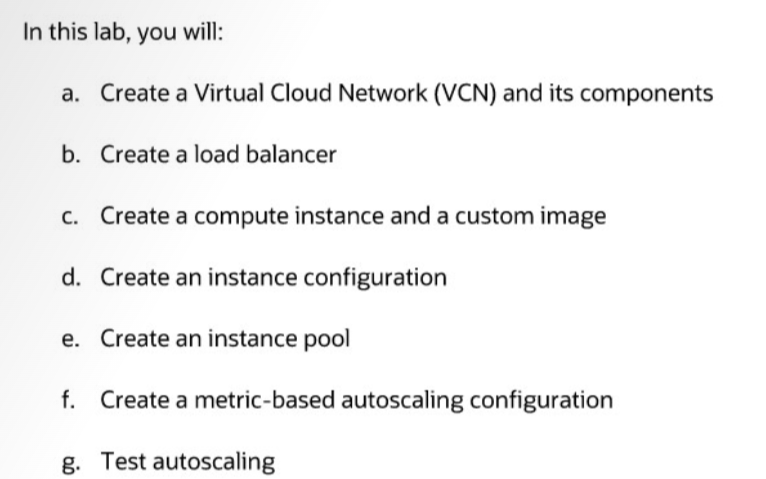 In this lab, you will:
a. Create a Virtual Cloud Network (VCN) and its components
b. Create a load balancer
c. Create a compute instance and a custom image
d. Create an instance configuration
e. Create an instance pool
f. Create a metric-based autoscaling configuration
g. Test autoscaling